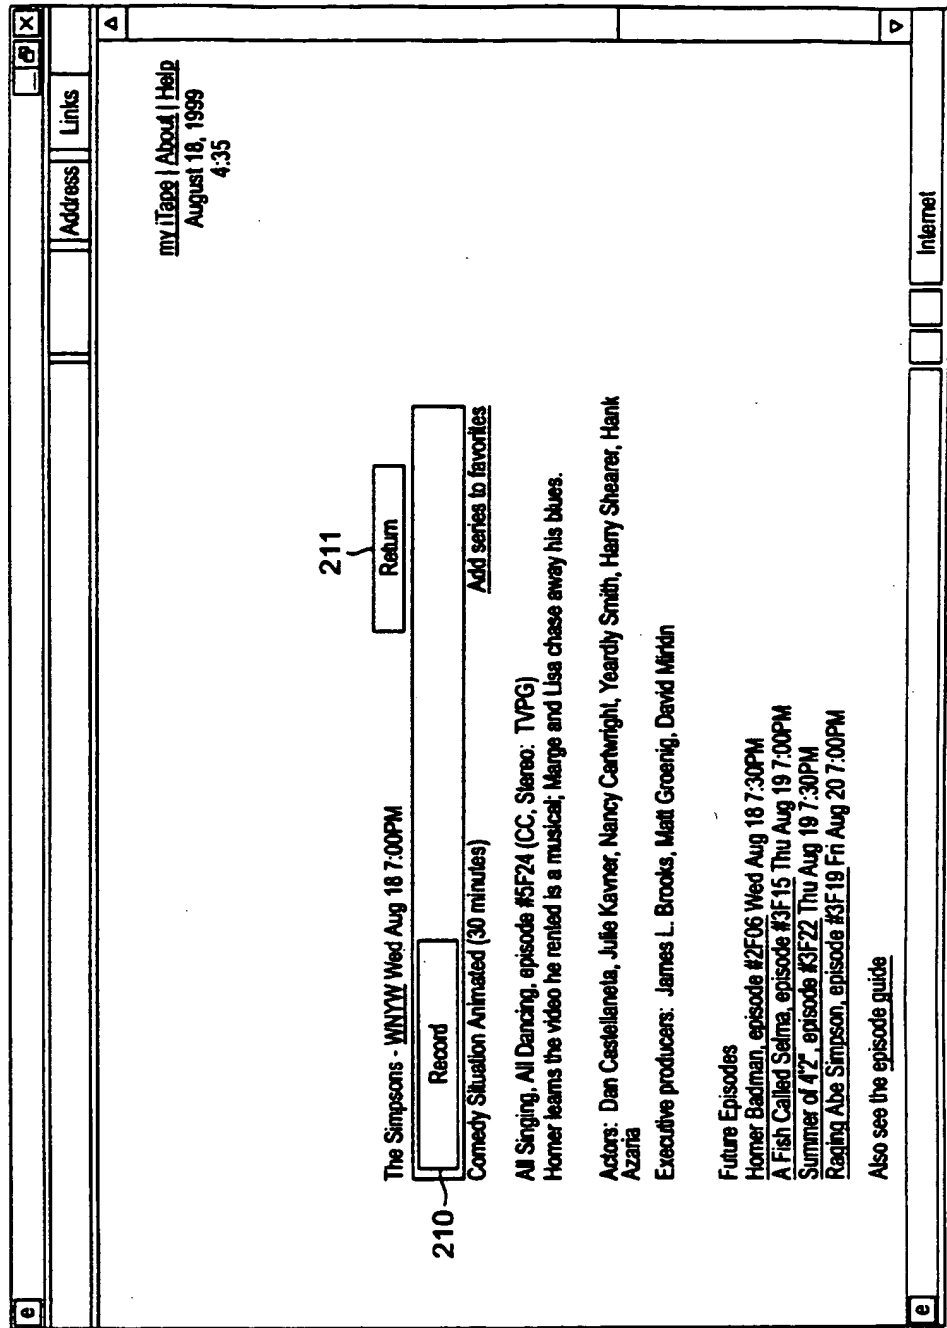 e
Address Links
my iTape | About | Help
August 18, 1999
4:35
211
The Simpsons - WNYW Wed Aug 18 7:00PM
Return
210
Record
Comedy Situation Animated (30 minutes)
Add series to favorites
All Singing, All Dancing, episode #5F24 (CC, Stereo: TVPG)
Homer learns the video he rented is a musical; Marge and Lisa chase away his blues.
Actors: Dan Castellaneta, Julie Kavner, Nancy Cartwright, Yeardly Smith, Harry Shearer, Hank
Azaria
Executive producers: James L. Brooks, Matt Groenig, David Mirkin
Future Episodes
Homer Badman, episode #2F06 Wed Aug 18 7:30PM
A Fish Called Selma, episode #3F15 Thu Aug 19 7:00PM
Summer of 4'2", episode #3F22 Thu Aug 19 7:30PM
Raging Abe Simpson, episode #3F19 Fri Aug 20 7:00PM
Also see the episode guide
e
Internet